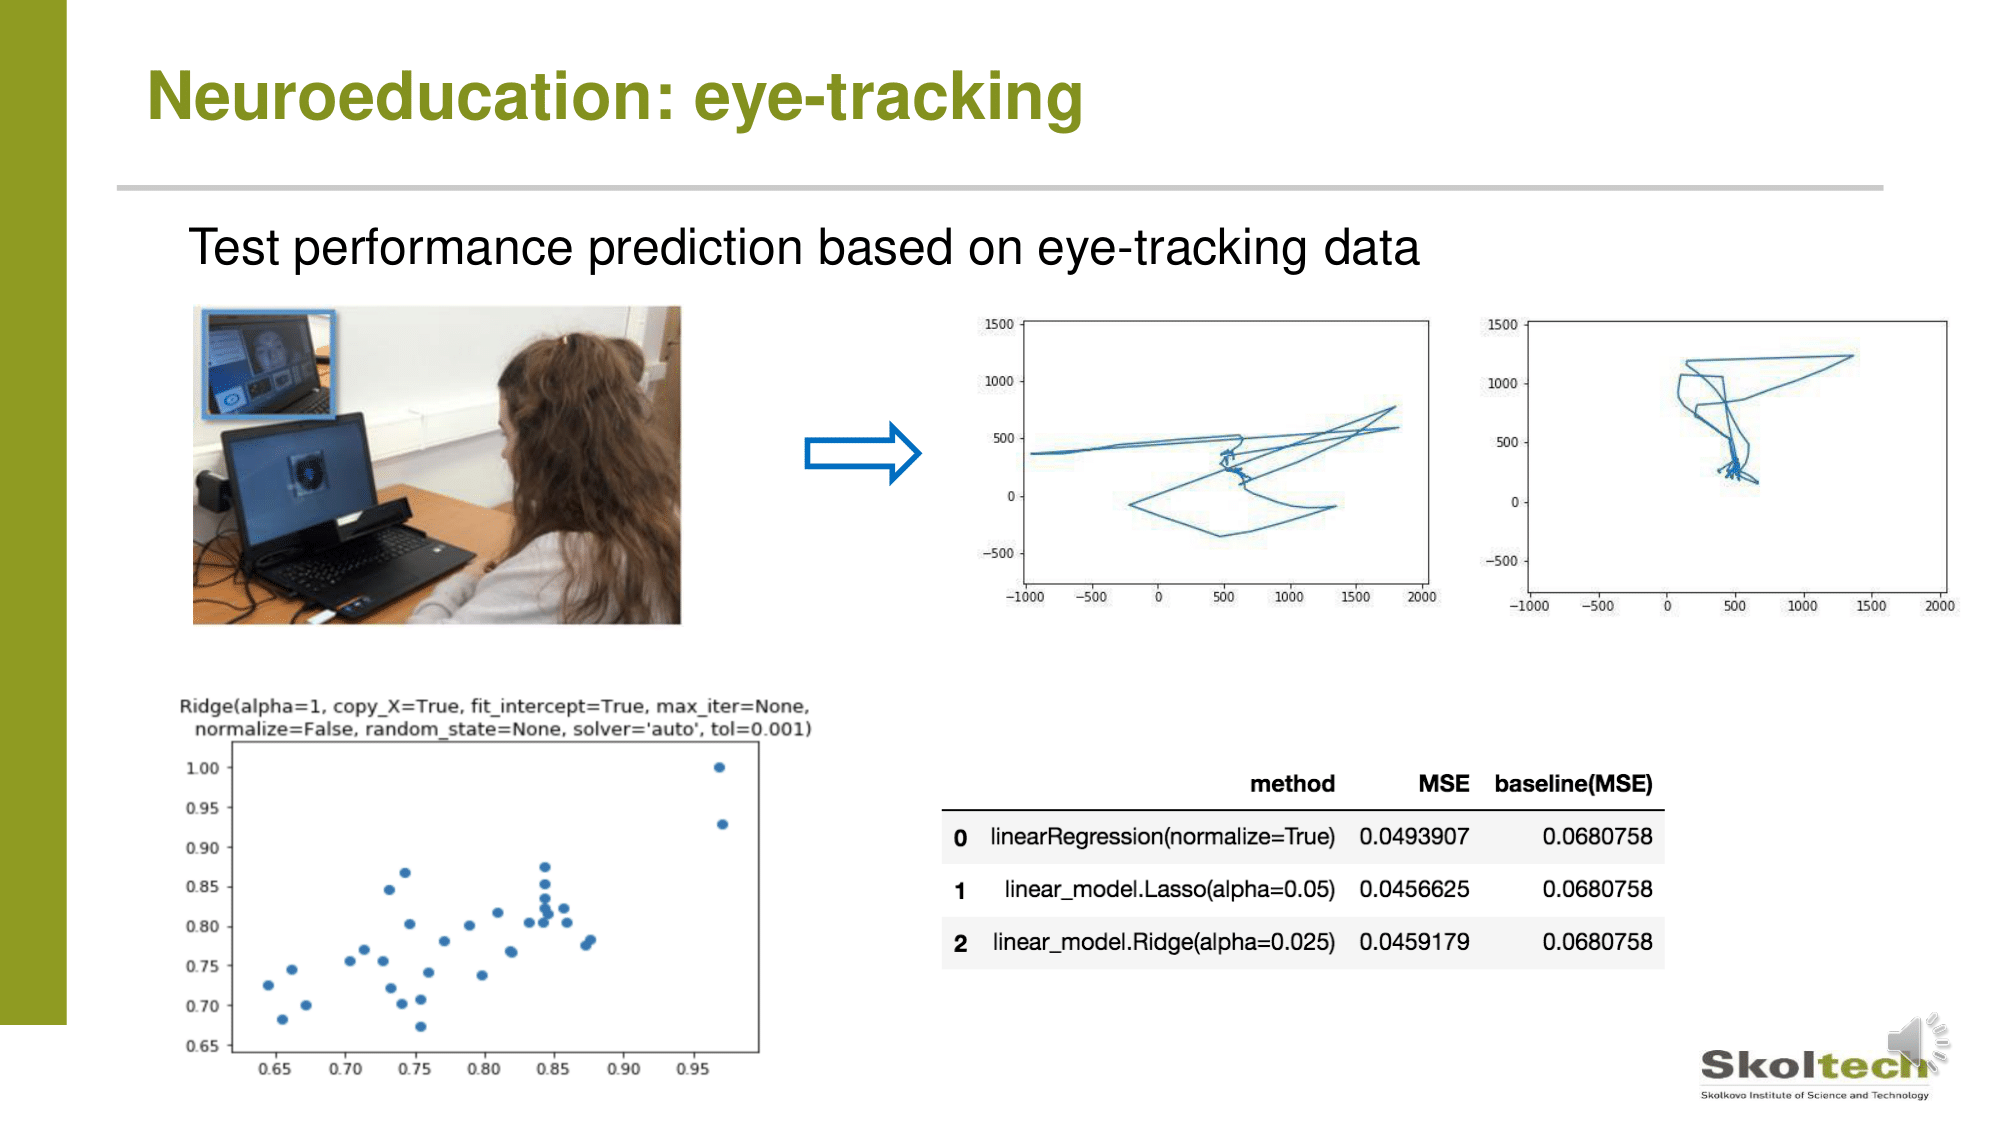 Neuroeducation: eye-tracking
Test performance prediction based on eye-tracking data
1500
1000
500
0
−500
−1000 −500 0 500 1000 1500 2000
1500
1000
500
0
−500
−1000 −500 0 500 1000 1500 2000
Ridge(alpha=1, copy_X=True, fit_intercept=True, max_iter=None,
normalize=False, random_state=None, solver='auto', tol=0.001)
1.00
0.95
0.90
0.85
0.80
0.75
0.70
0.65
0.65 0.70 0.75 0.80 0.85 0.90 0.95
method MSE baseline(MSE)
0 linearRegression(normalize=True) 0.0493907 0.0680758
1 linear_model.Lasso(alpha=0.05) 0.0456625 0.0680758
2 linear_model.Ridge(alpha=0.025) 0.0459179 0.0680758
Skoltech
Skolkovo Institute of Science and Technology